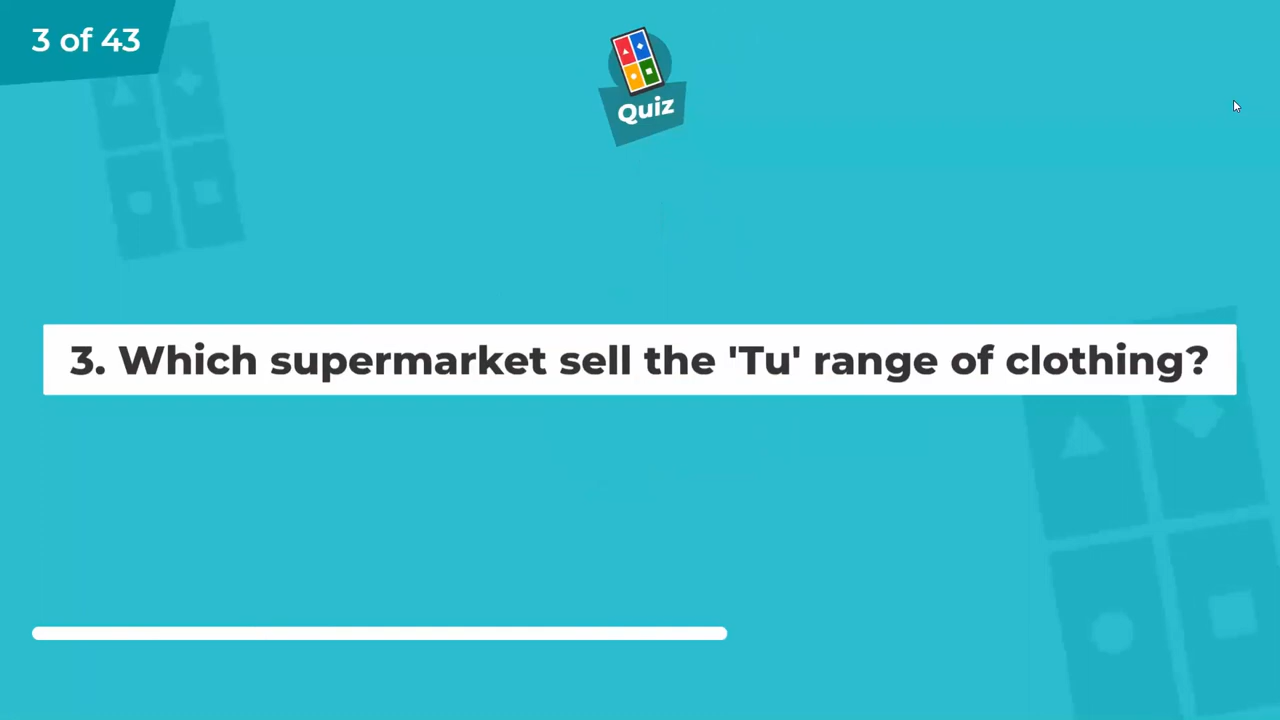 3 of 43
Quiz
3. Which supermarket sell the 'Tu' range of clothing?